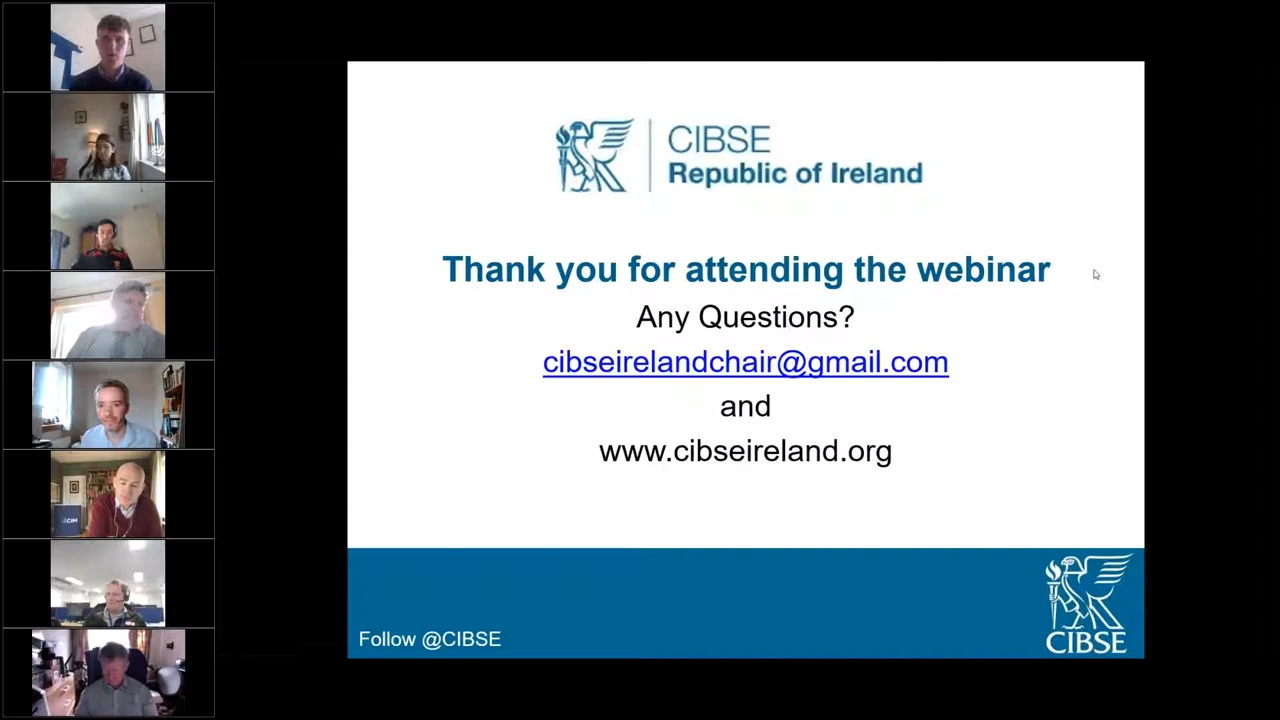 CIBSE
Republic of Ireland
Thank you for attending the webinar
Any Questions?
cibseirelandchair@gmail.com
and
www.cibseireland.org
Follow @CIBSE
CIBSE
CIM